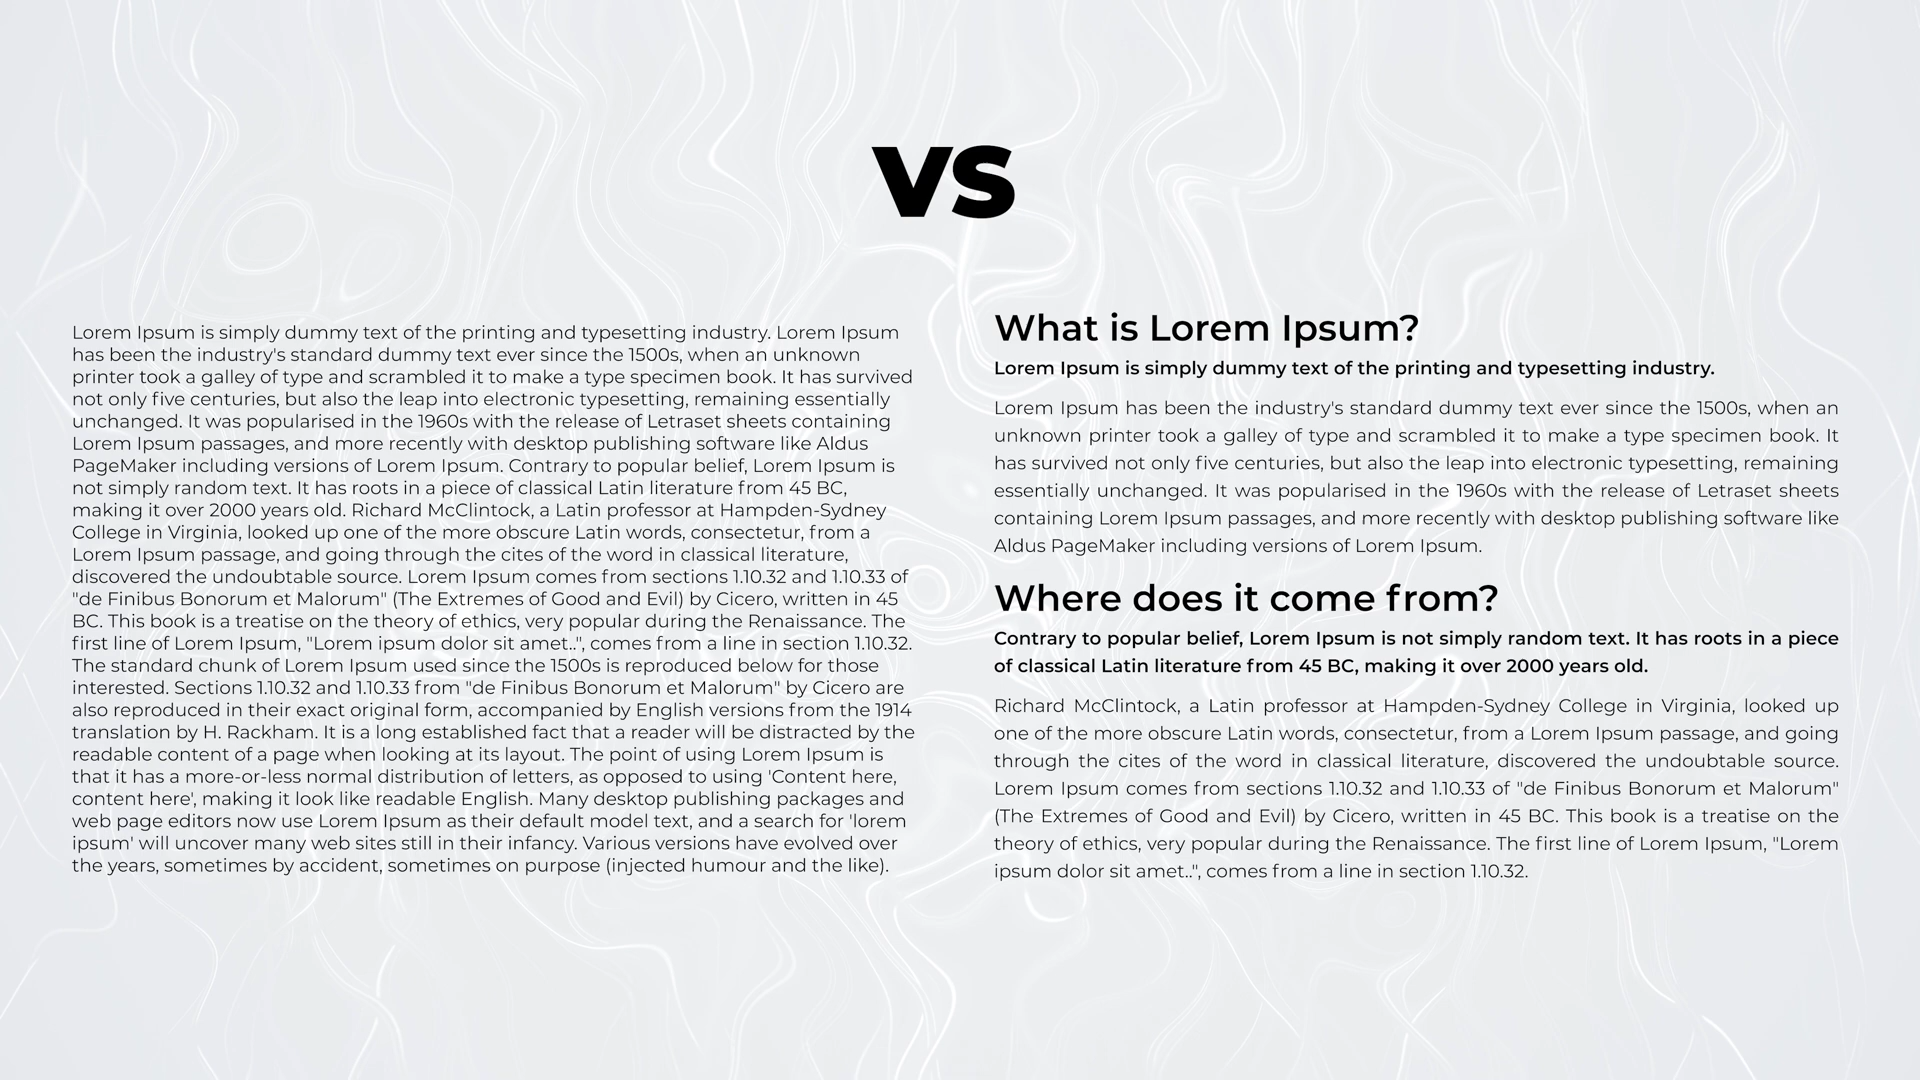 VS
Lorem Ipsum is simply dummy text of the printing and typesetting industry. Lorem Ipsum
has been the industry's standard dummy text ever since the 1500s, when an unknown
printer took a galley of type and scrambled it to make a type specimen book. It has survived
not only five centuries, but also the leap into electronic typesetting, remaining essentially
unchanged. It was popularised in the 1960s with the release of Letraset sheets containing
Lorem Ipsum passages, and more recently with desktop publishing software like Aldus
PageMaker including versions of Lorem Ipsum. Contrary to popular belief, Lorem Ipsum is
not simply random text. It has roots in a piece of classical Latin literature from 45 BC,
making it over 2000 years old. Richard McClintock, a Latin professor at Hampden-Sydney
College in Virginia, looked up one of the more obscure Latin words, consectetur, from a
Lorem Ipsum passage, and going through the cites of the word in classical literature,
discovered the undoubtable source. Lorem Ipsum comes from sections 1.10.32 and 1.10.33 of
"de Finibus Bonorum et Malorum" (The Extremes of Good and Evil) by Cicero, written in 45
BC. This book is a treatise on the theory of ethics, very popular during the Renaissance. The
first line of Lorem Ipsum, "Lorem ipsum dolor sit amet..", comes from a line in section 1.10.32.
The standard chunk of Lorem Ipsum used since the 1500s is reproduced below for those
interested. Sections 1.10.32 and 1.10.33 from "de Finibus Bonorum et Malorum" by Cicero are
also reproduced in their exact original form, accompanied by English versions from the 1914
translation by H. Rackham. It is a long established fact that a reader will be distracted by the
readable content of a page when looking at its layout. The point of using Lorem Ipsum is
that it has a more-or-less normal distribution of letters, as opposed to using 'Content here,
content here', making it look like readable English. Many desktop publishing packages and
web page editors now use Lorem Ipsum as their default model text, and a search for 'lorem
ipsum' will uncover many web sites still in their infancy. Various versions have evolved over
the years, sometimes by accident, sometimes on purpose (injected humour and the like).
What is Lorem Ipsum?
Lorem Ipsum is simply dummy text of the printing and typesetting industry.
Lorem Ipsum has been the industry's standard dummy text ever since the 1500s, when an
unknown printer took a galley of type and scrambled it to make a type specimen book. It
has survived not only five centuries, but also the leap into electronic typesetting, remaining
essentially unchanged. It was popularised in the 1960s with the release of Letraset sheets
containing Lorem Ipsum passages, and more recently with desktop publishing software like
Aldus PageMaker including versions of Lorem Ipsum.
Where does it come from?
Contrary to popular belief, Lorem Ipsum is not simply random text. It has roots in a piece
of classical Latin literature from 45 BC, making it over 2000 years old.
Richard McClintock, a Latin professor at Hampden-Sydney College in Virginia, looked up
one of the more obscure Latin words, consectetur, from a Lorem Ipsum passage, and going
through the cites of the word in classical literature, discovered the undoubtable source.
Lorem Ipsum comes from sections 1.10.32 and 1.10.33 of "de Finibus Bonorum et Malorum"
(The Extremes of Good and Evil) by Cicero, written in 45 BC. This book is a treatise on the
theory of ethics, very popular during the Renaissance. The first line of Lorem Ipsum, "Lorem
ipsum dolor sit amet..", comes from a line in section 1.10.32.